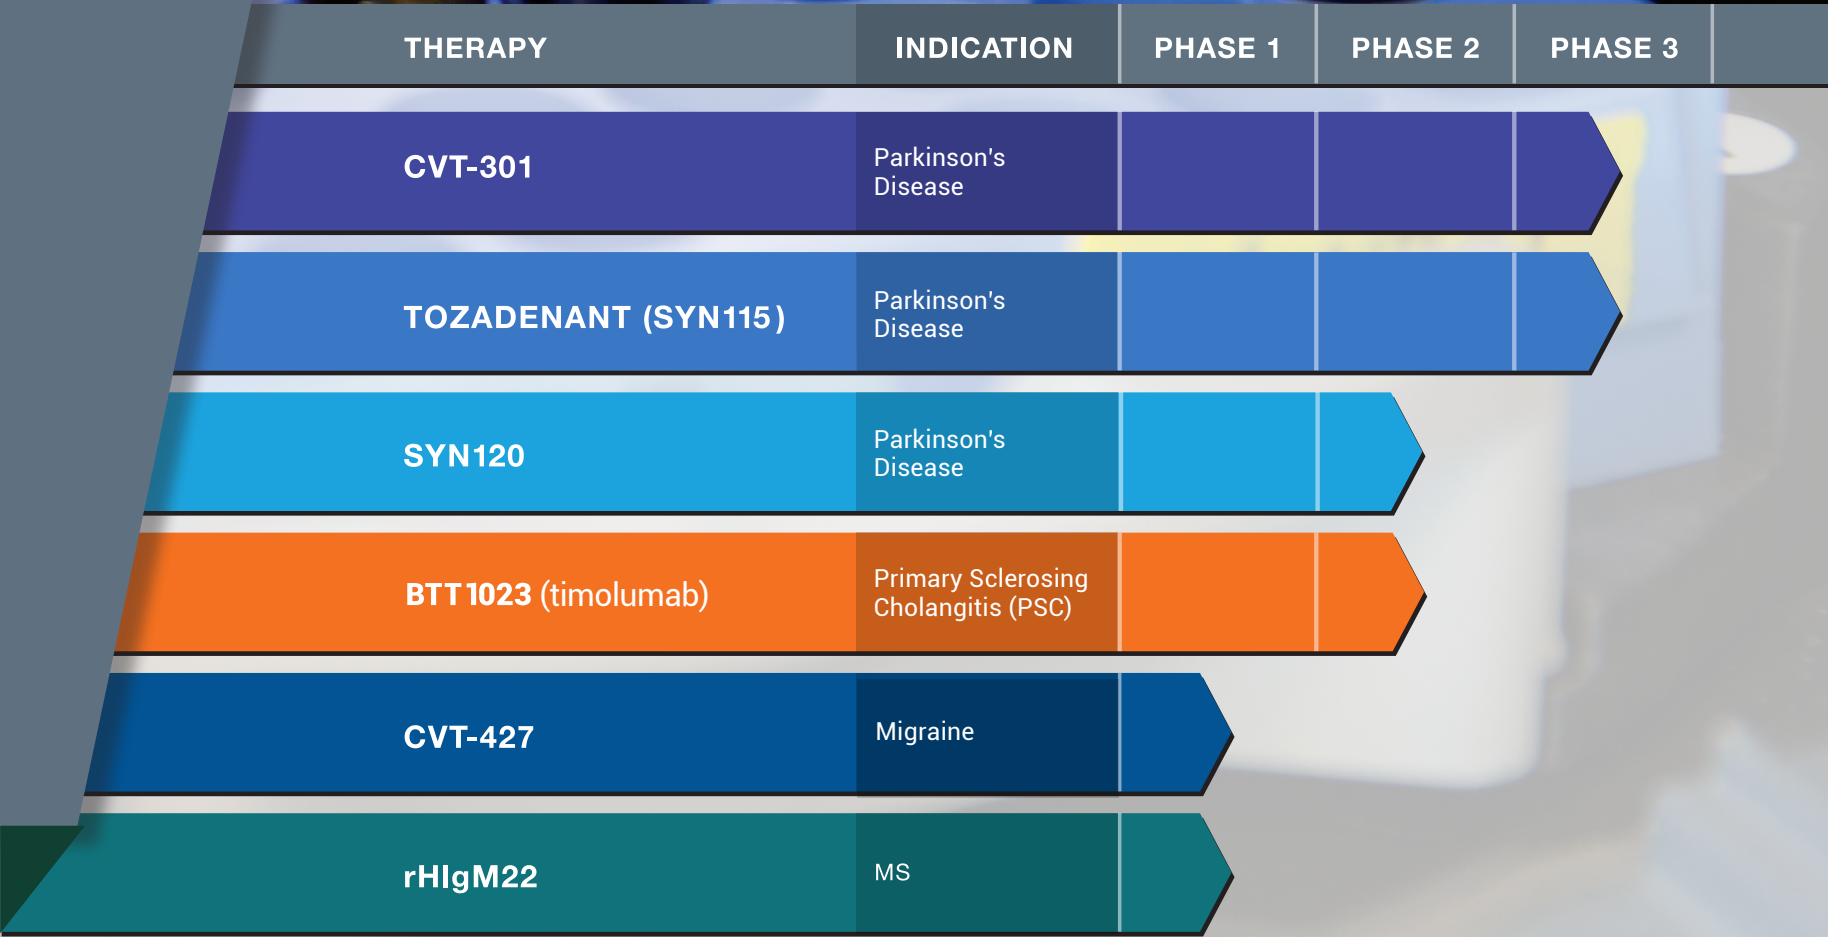 THERAPY INDICATION PHASE 1 PHASE 2 PHASE 3
CVT-301
Parkinson's
Disease
TOZADENANT (SYN115)
Parkinson's
Disease
SYN120
Parkinson's
Disease
BTT1023 (timolumab)
Primary Sclerosing
Cholangitis (PSC)
CVT-427
Migraine
rHIgM22
MS